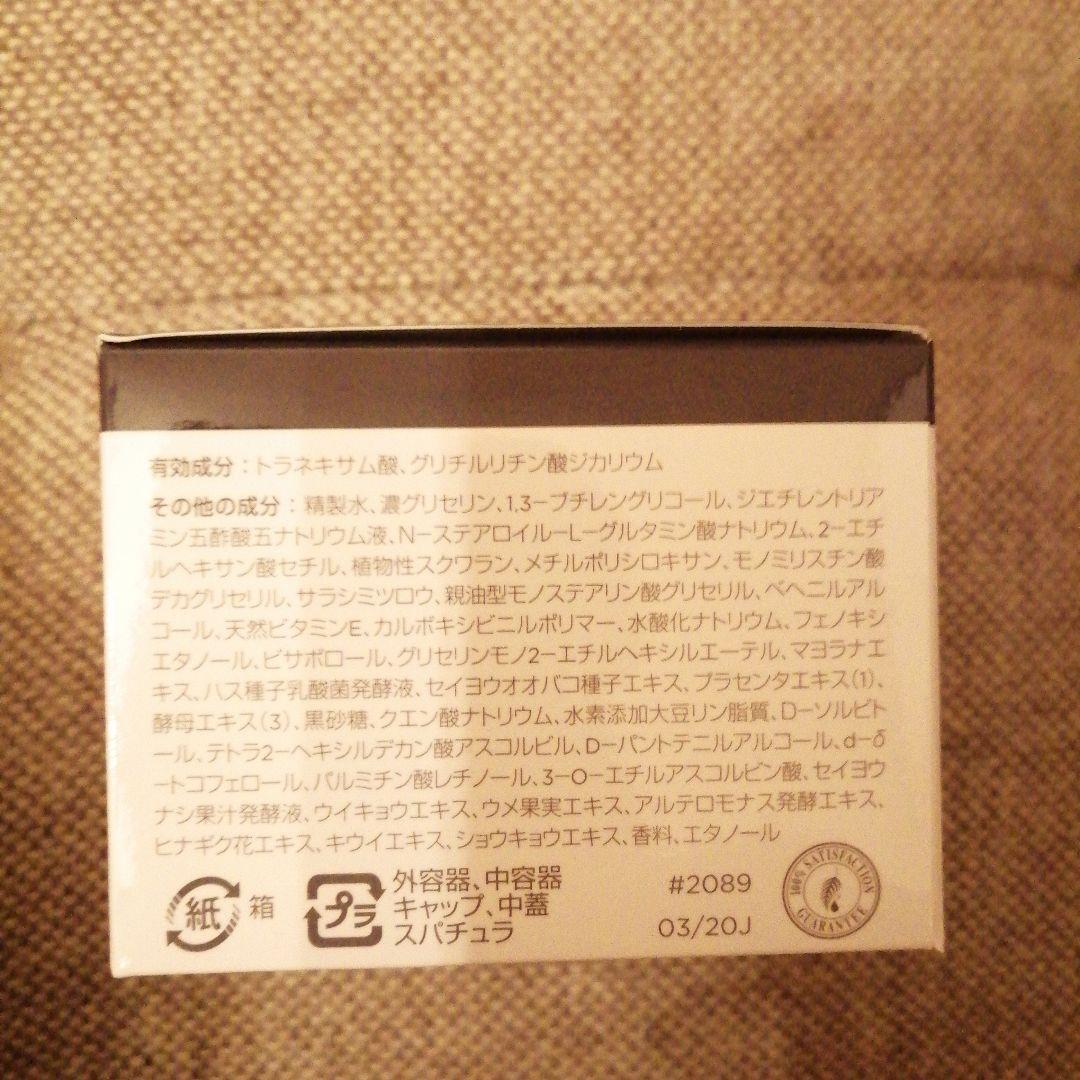 有効成分:トラネキサム酸、グリチルリチン酸ジカリウム
その他の成分:精製水、濃グリセリン、1,3−ブチレングリコール、ジエチレントリア
ミン五酢酸五ナトリウム液、N−ステアロイル−L−グルタミン酸ナトリウム、2−エチ
ルヘキサン酸セチル、植物性スクワラン、メチルポリシロキサン、モノミリスチン酸
デカグリセリル、サラシミツロウ、親油型モノステアリン酸グリセリル、ベヘニルアル
コール、天然ビタミンE、カルボキシビニルポリマー、水酸化ナトリウム、フェノキシ
エタノール、ビサボロール、グリセリンモノ2−エチルヘキシルエーテル、マヨラナエ
キス、ハス種子乳酸菌発酵液、セイヨウオオバコ種子エキス、プラセンタエキス(1)、
酵母エキス(3)、黒砂糖、クエン酸ナトリウム、水素添加大豆リン脂質、D−ソルビト
ール、テトラ2−ヘキシルデカン酸アスコルビル、D−パントテニルアルコール、d−δ
−トコフェロール、パルミチン酸レチノール、3−O−エチルアスコルビン酸、セイヨウ
ナシ果汁発酵液、ウイキョウエキス、ウメ果実エキス、アルテロモナス発酵エキス、
ヒナギク花エキス、キウイエキス、ショウキョウエキス、香料、エタノール
紙 箱
プラ 外容器、中容器
キャップ、中蓋
スパチュラ
#2089
03/20J
100% SATISFACTION GUARANTEE